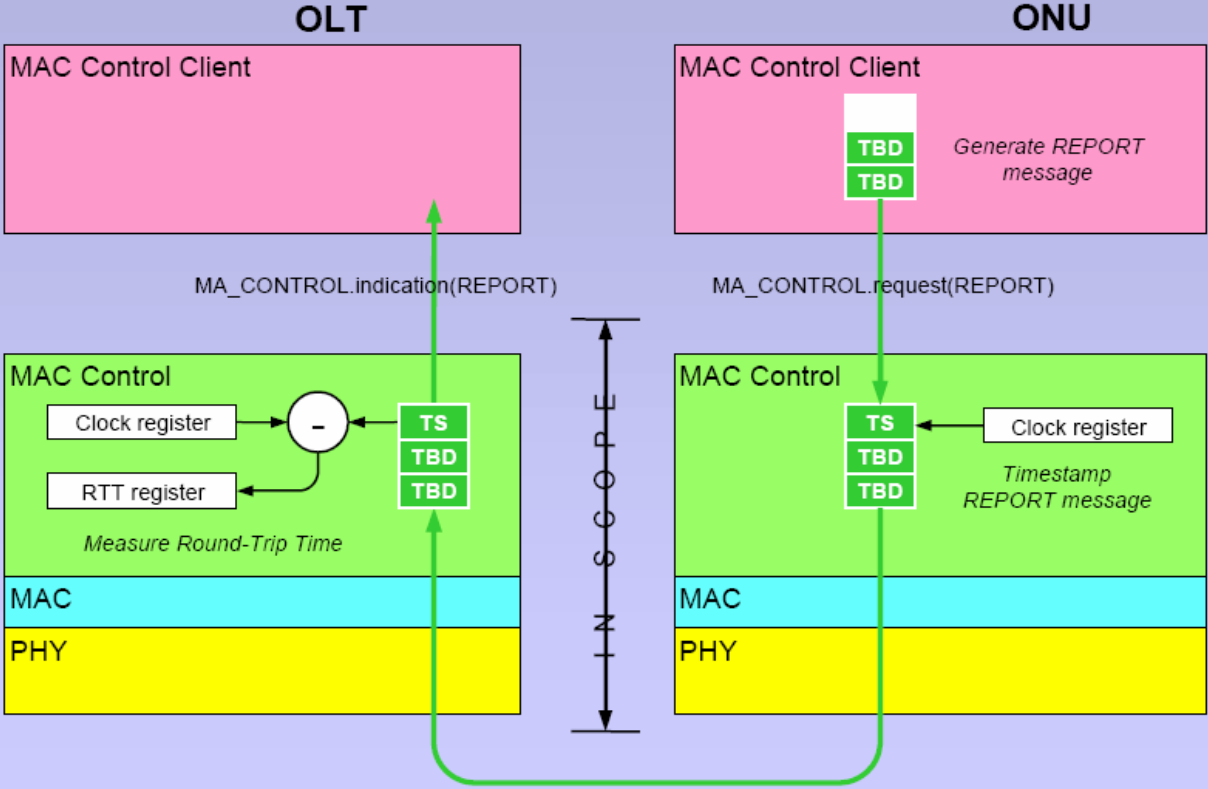 OLT
ONU
MAC Control Client
MAC Control Client
TBD
TBD
Generate REPORT
message
MA_CONTROL.indication(REPORT)
MA_CONTROL.request(REPORT)
IN SCOPE
MAC Control
Clock register
-
TS
TBD
TBD
RTT register
Measure Round-Trip Time
MAC
PHY
MAC Control
TS
TBD
TBD
Clock register
Timestamp
REPORT message
MAC
PHY